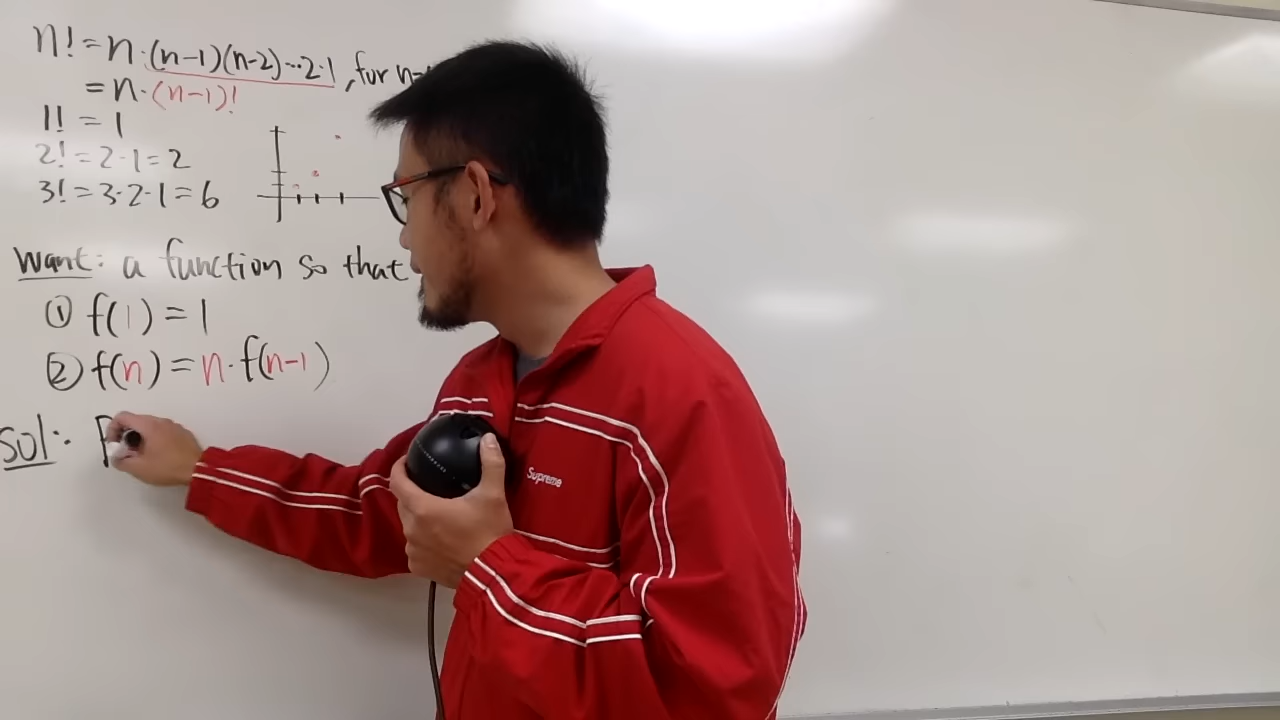 n! = n·(n-1)(n-2)···2·1, for n
= n·(n-1)!
1! = 1
2! = 2·1 = 2
3! = 3·2·1 = 6
Want: a function so that
① f(1) = 1
② f(n) = n·f(n-1)
Sol:
Supreme